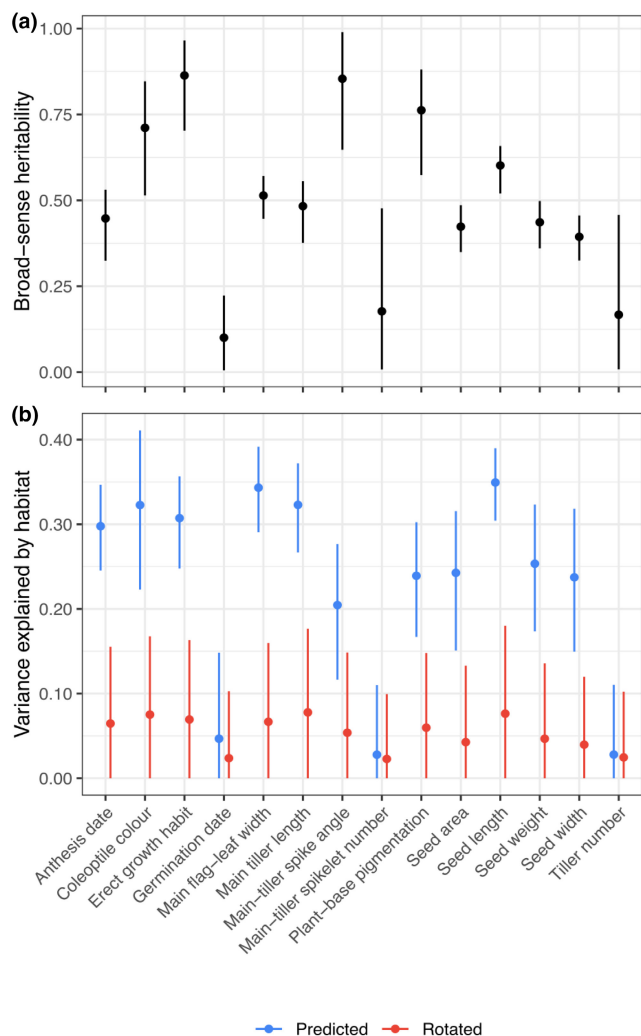 (a)
Broad−sense heritability
1.00
0.75
0.50
0.25
0.00
(b)
Variance explained by habitat
0.40
0.30
0.20
0.10
0.00
Anthesis date
Coleoptile colour
Erect growth habit
Germination date
Main flag−leaf width
Main tiller length
Main−tiller spike angle
Main−tiller spikelet number
Plant−base pigmentation
Seed area
Seed length
Seed weight
Seed width
Tiller number
Predicted Rotated